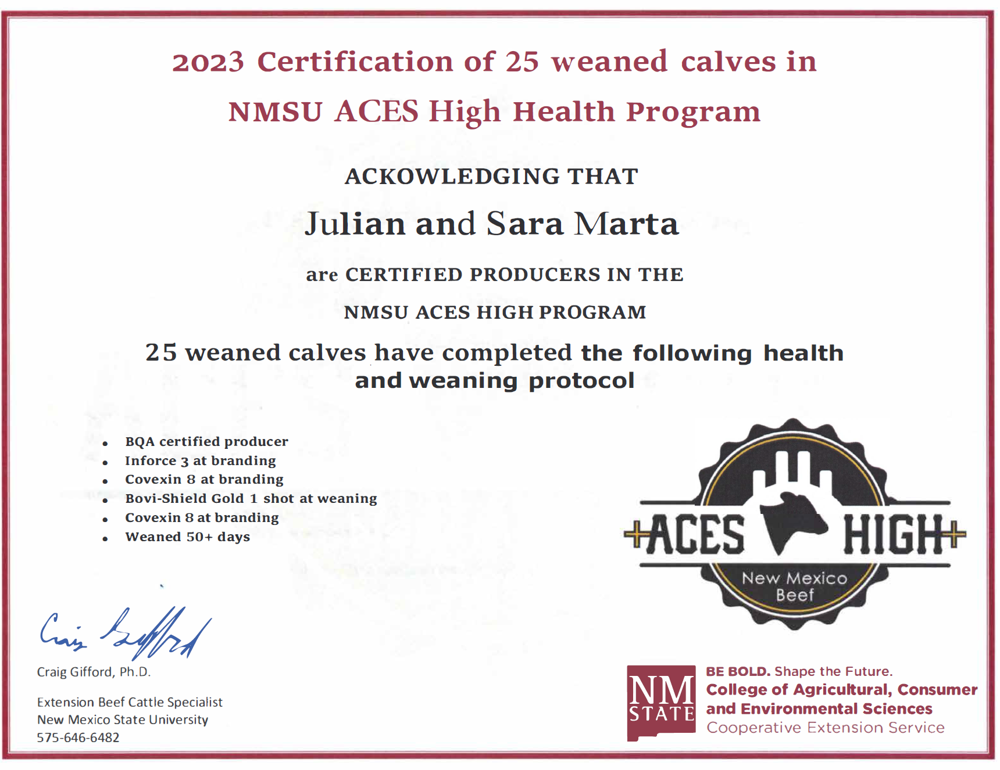 2023 Certification of 25 weaned calves in
NMSU ACES High Health Program
ACKOWLEDGING THAT
Julian and Sara Marta
are CERTIFIED PRODUCERS IN THE
NMSU ACES HIGH PROGRAM
25 weaned calves have completed the following health
and weaning protocol
• BQA certified producer
• Inforce 3 at branding
• Covexin 8 at branding
• Bovi-Shield Gold 1 shot at weaning
• Covexin 8 at branding
• Weaned 50+ days
ACES HIGH
New Mexico
Beef
Craig Gifford
Craig Gifford, Ph.D.
Extension Beef Cattle Specialist
New Mexico State University
575-646-6482
NM
STATE
BE BOLD. Shape the Future.
College of Agricultural, Consumer
and Environmental Sciences
Cooperative Extension Service